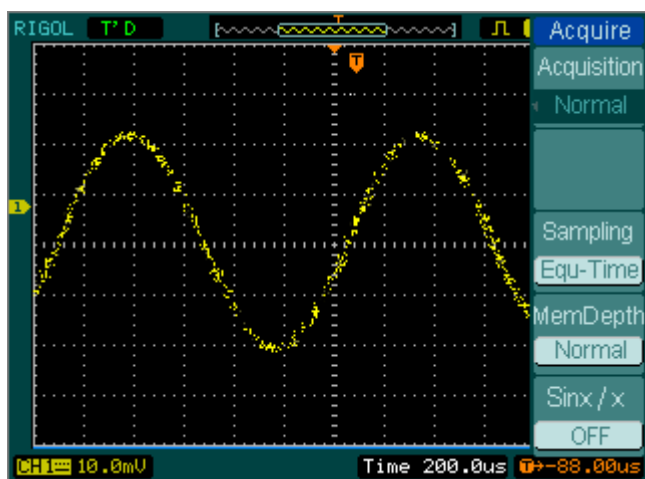 RIGOL T'D T
Acquire
Acquisition
Normal
T
1
Sampling
Equ-Time
MemDepth
Normal
Sinx/x
OFF
CH1 10.0mV Time 200.0us T→-88.00us